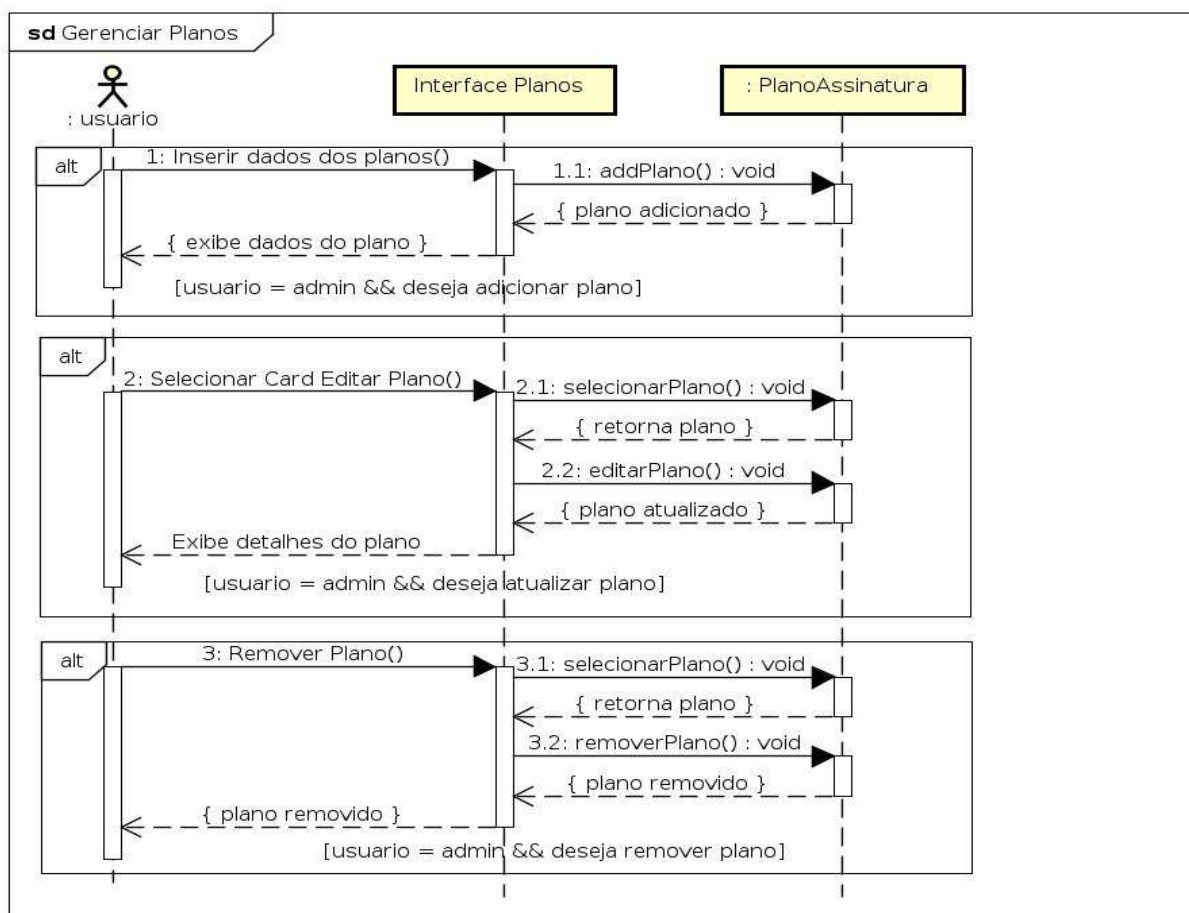 sd Gerenciar Planos
: usuario
Interface Planos
: PlanoAssinatura
alt
1: Inserir dados dos planos()
1.1: addPlano() : void
{ plano adicionado }
{ exibe dados do plano }
[usuario = admin && deseja adicionar plano]
alt
2: Selecionar Card Editar Plano()
2.1: selecionarPlano() : void
{ retorna plano }
2.2: editarPlano() : void
{ plano atualizado }
Exibe detalhes do plano
[usuario = admin && deseja atualizar plano]
alt
3: Remover Plano()
3.1: selecionarPlano() : void
{ retorna plano }
3.2: removerPlano() : void
{ plano removido }
{ plano removido }
[usuario = admin && deseja remover plano]